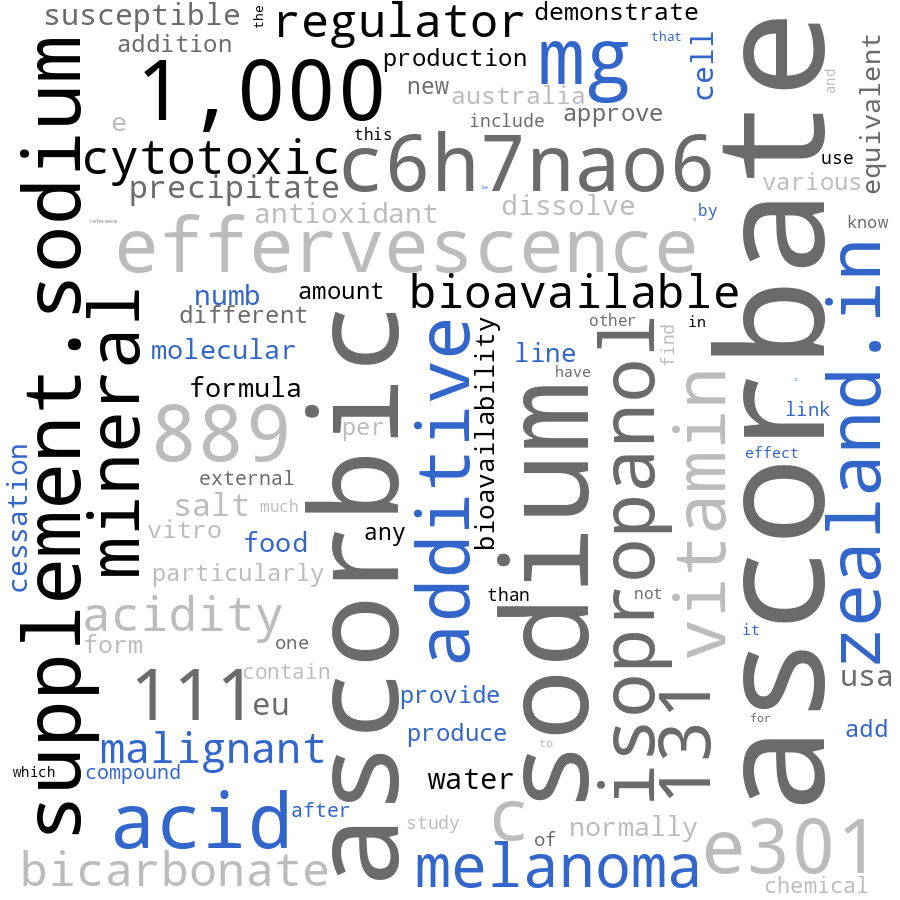 susceptible
the
regulator
demonstrate
addition
production
mg
that
cell
1,000
new
australia
approve
include
e
this
and
equivalent
cytotoxic
c6h7nao6
precipitate
use
various
be
antioxidant
dissolve
by
know
reference
effervescence
numb
amount
bioavailable
different
other
in
molecular
line
find
have
formula
889
per
link
external
effect
salt
much
vitro
food
any
particularly
than
not
acidity
form
one
it
contain
usa
111
eu
provide
for
add
malignant
produce
to
which
compound
water
acid
after
study
c
of
normally
e301
bicarbonate
melanoma
chemical
supplement.sodium
cessation
mineral
ascorbic
additive
bioavailability
sodium
isopropanol
131
vitamin
ascorbate
zealand.in